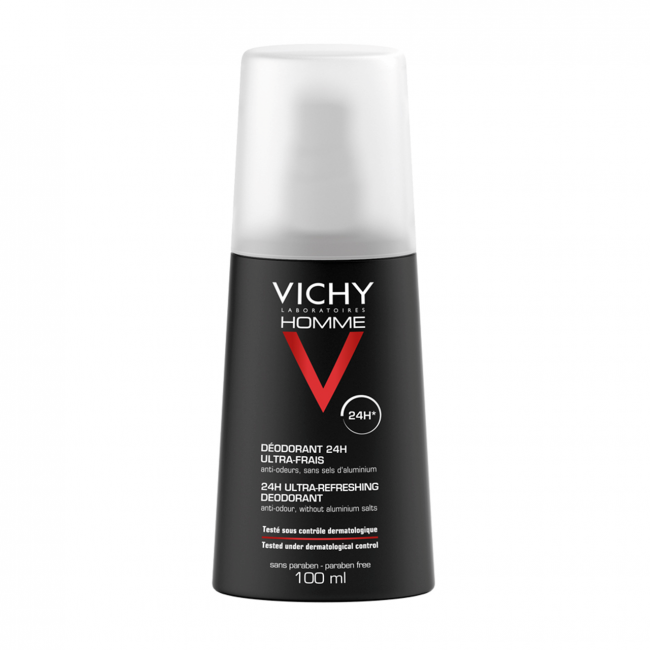 VICHY
LABORATOIRES
HOMME
V
24H*
DÉODORANT 24H
ULTRA-FRAIS
anti-odeurs, sans sels d'aluminium
24H ULTRA-REFRESHING
DEODORANT
anti-odour, without aluminium salts
Testé sous contrôle dermatologique
Tested under dermatological control
sans paraben - paraben free
100 ml